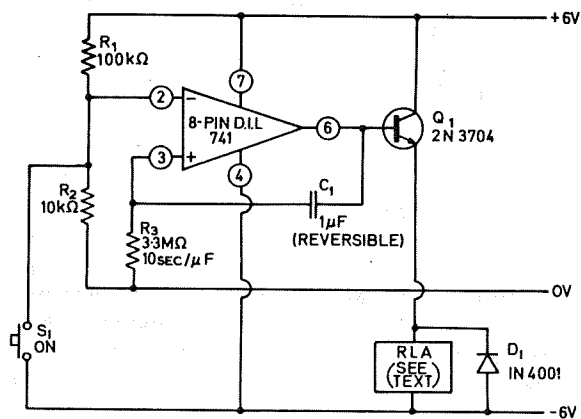 +6V
R1
100kΩ
7
2
−
8-PIN D.I.L
741
6
Q1
2N 3704
3
+
4
C1
1µF
(REVERSIBLE)
R2
10kΩ
R3
3·3MΩ
10SEC/µF
0V
S1
ON
RLA
(SEE
TEXT)
D1
IN 4001
-6V